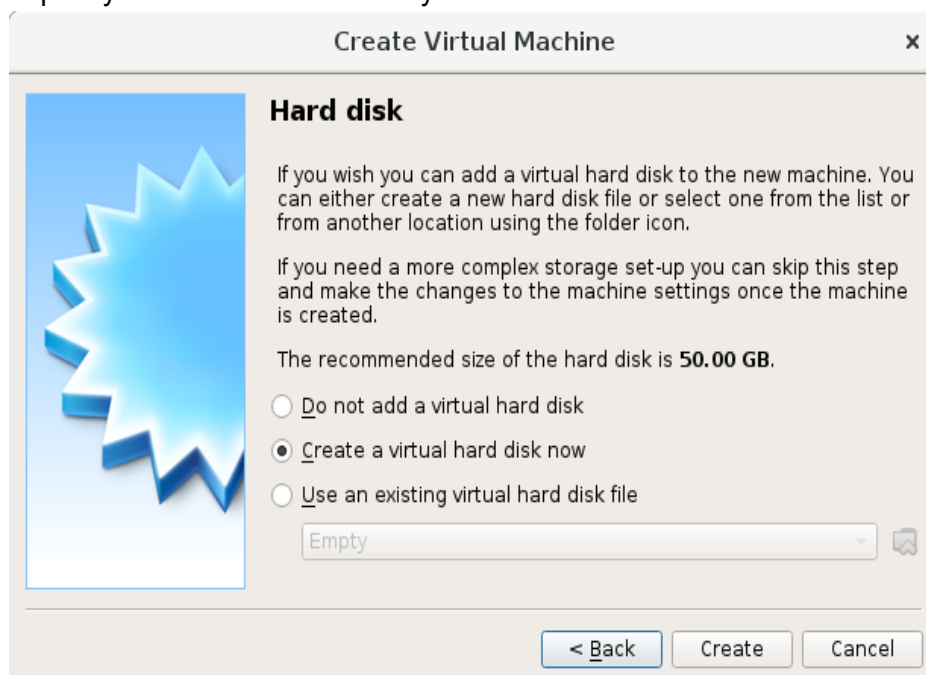 Create Virtual Machine
Hard disk
If you wish you can add a virtual hard disk to the new machine. You
can either create a new hard disk file or select one from the list or
from another location using the folder icon.
If you need a more complex storage set-up you can skip this step
and make the changes to the machine settings once the machine
is created.
The recommended size of the hard disk is 50.00 GB.
Do not add a virtual hard disk
Create a virtual hard disk now
Use an existing virtual hard disk file
Empty
< Back
Create
Cancel